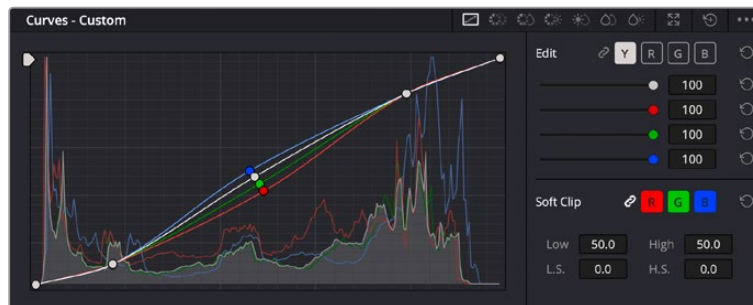 Curves - Custom
Edit Y R G B
100
100
100
100
Soft Clip R G B
Low 50.0 High 50.0
L.S. 0.0 H.S. 0.0